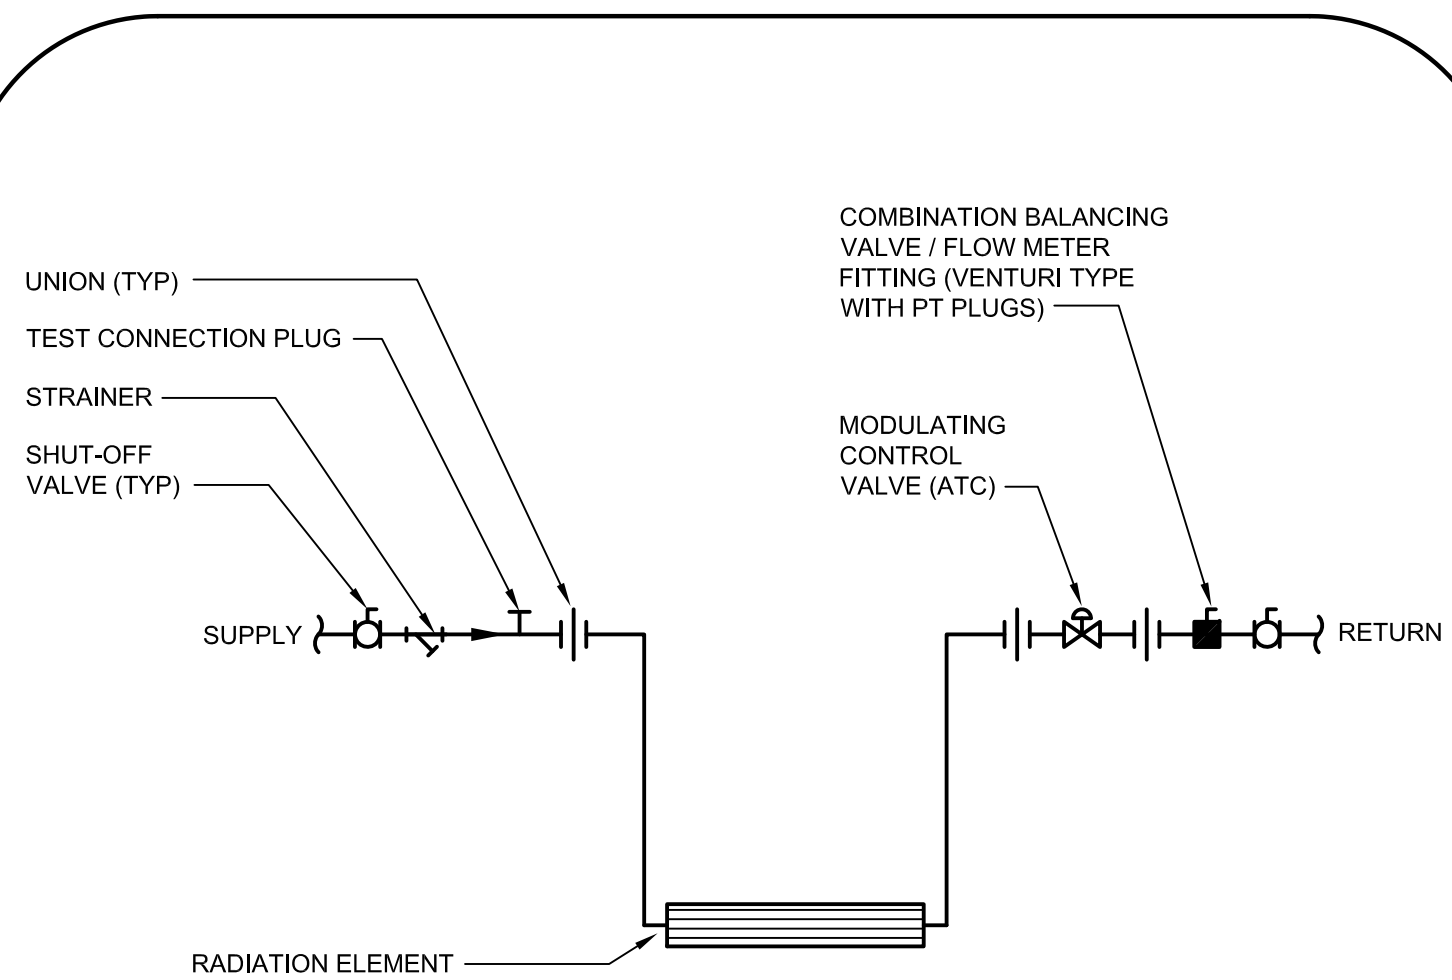 UNION (TYP)
TEST CONNECTION PLUG
STRAINER
SHUT-OFF
VALVE (TYP)
SUPPLY
COMBINATION BALANCING
VALVE / FLOW METER
FITTING (VENTURI TYPE
WITH PT PLUGS)
MODULATING
CONTROL
VALVE (ATC)
RETURN
RADIATION ELEMENT